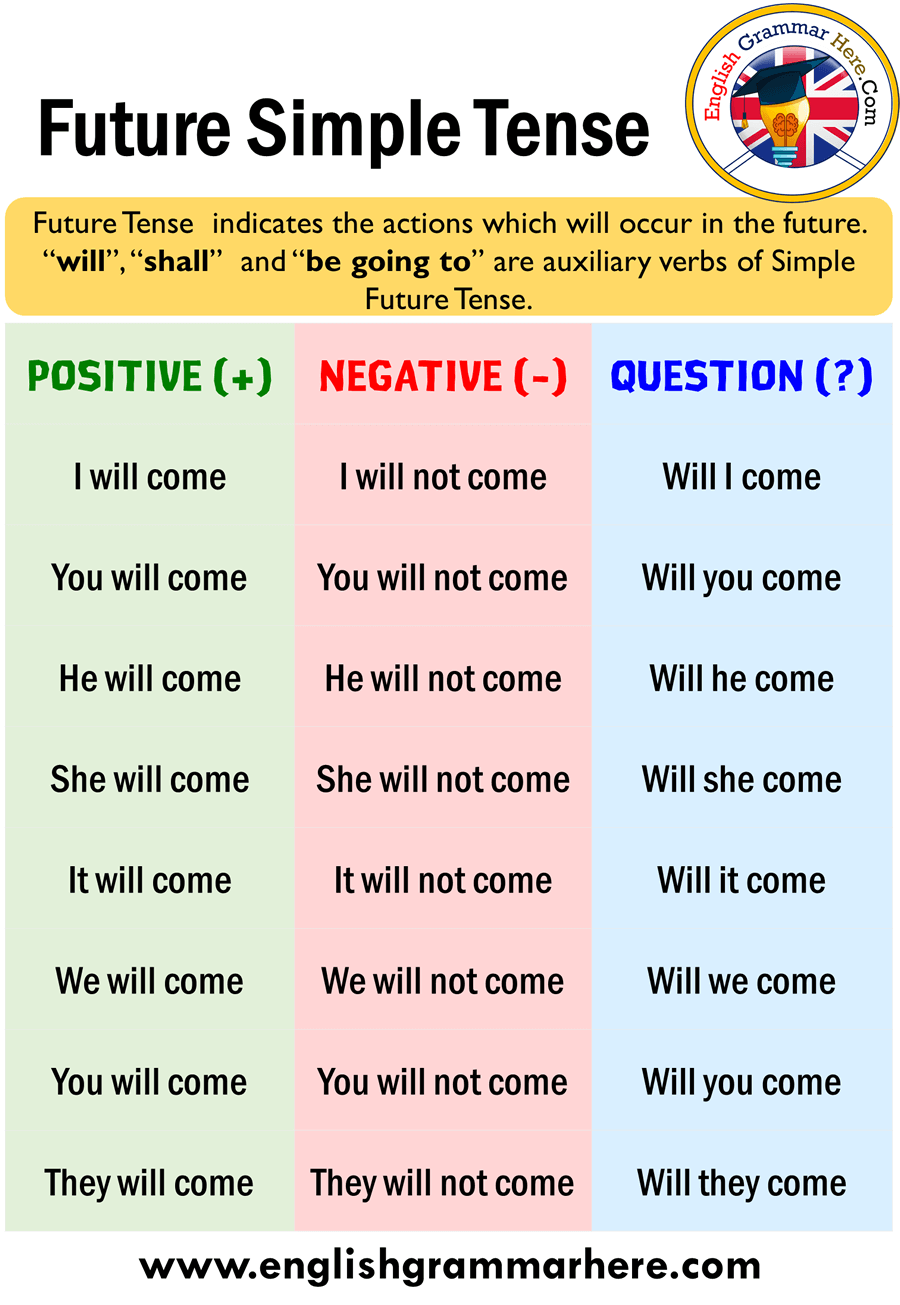 English Grammar Here.Com
Future Simple Tense
Future Tense indicates the actions which will occur in the future.
“will”, “shall” and “be going to” are auxiliary verbs of Simple
Future Tense.
POSITIVE (+) NEGATIVE (-) QUESTION (?)
I will come I will not come Will I come
You will come You will not come Will you come
He will come He will not come Will he come
She will come She will not come Will she come
It will come It will not come Will it come
We will come We will not come Will we come
You will come You will not come Will you come
They will come They will not come Will they come
www.englishgrammarhere.com